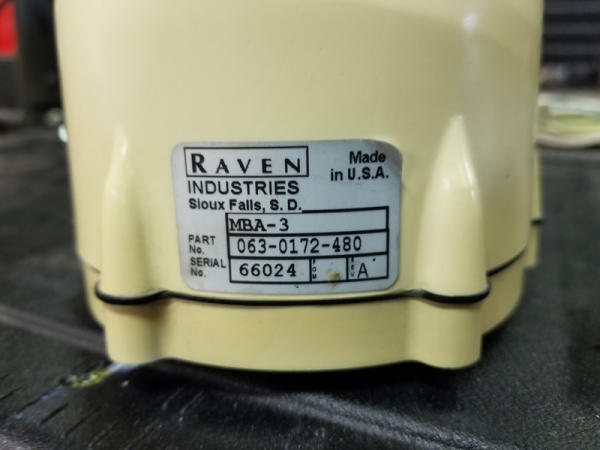 RAVEN
Made
in U.S.A.
INDUSTRIES
Sioux Falls, S. D.
MBA-3
PART
No. 063-0172-480
SERIAL
No. 66024 A